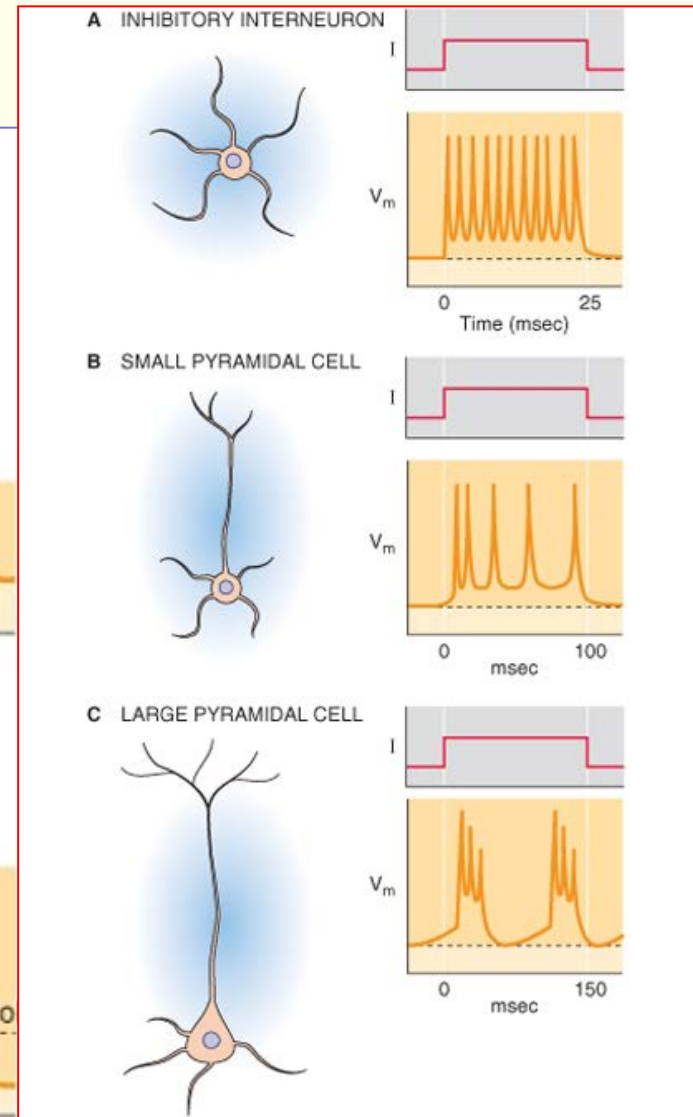 A INHIBITORY INTERNEURON
I
Vm
0 25
Time (msec)
B SMALL PYRAMIDAL CELL
I
Vm
0 100
msec
C LARGE PYRAMIDAL CELL
I
Vm
0 150
msec